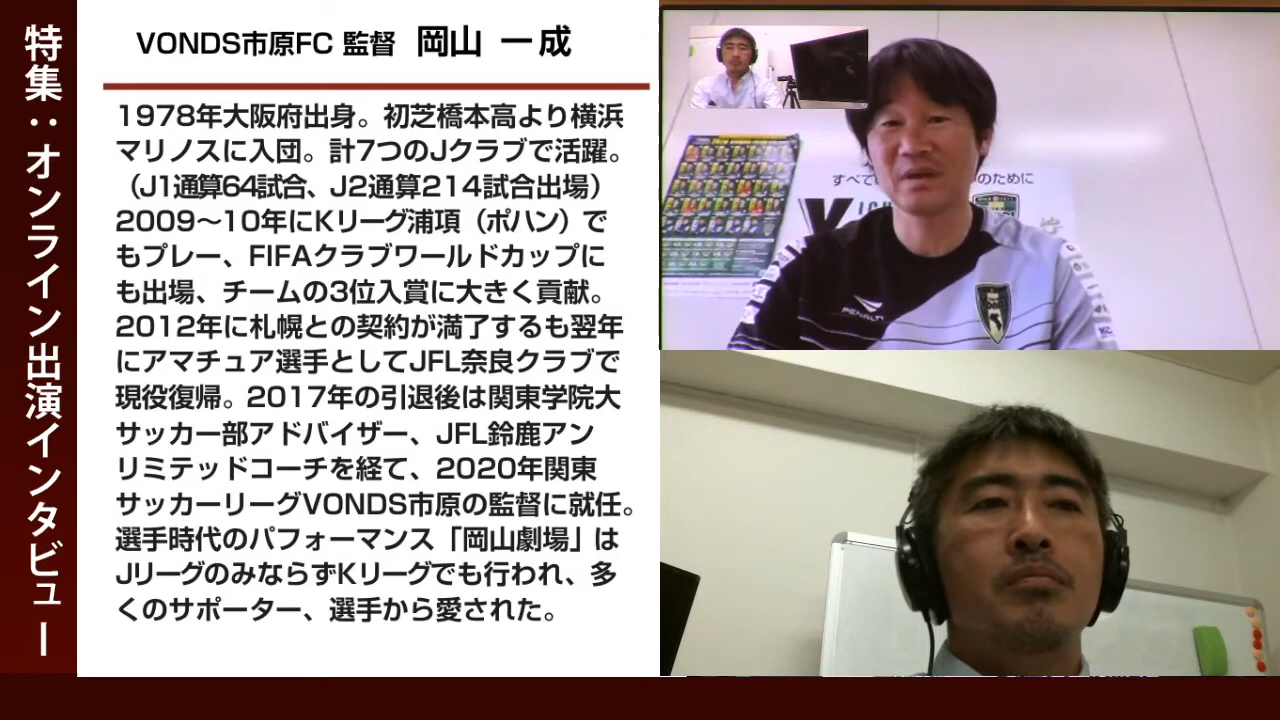 特集：オンライン出演インタビュー
VONDS市原FC 監督 岡山 一成
1978年大阪府出身。初芝橋本高より横浜
マリノスに入団。計7つのJクラブで活躍。
（J1通算64試合、J2通算214試合出場）
2009〜10年にKリーグ浦項（ポハン）で
もプレー、FIFAクラブワールドカップに
も出場、チームの3位入賞に大きく貢献。
2012年に札幌との契約が満了するも翌年
にアマチュア選手としてJFL奈良クラブで
現役復帰。2017年の引退後は関東学院大
サッカー部アドバイザー、JFL鈴鹿アン
リミテッドコーチを経て、2020年関東
サッカーリーグVONDS市原の監督に就任。
選手時代のパフォーマンス「岡山劇場」は
JリーグのみならずKリーグでも行われ、多
くのサポーター、選手から愛された。
すべて
のために
PENALTY